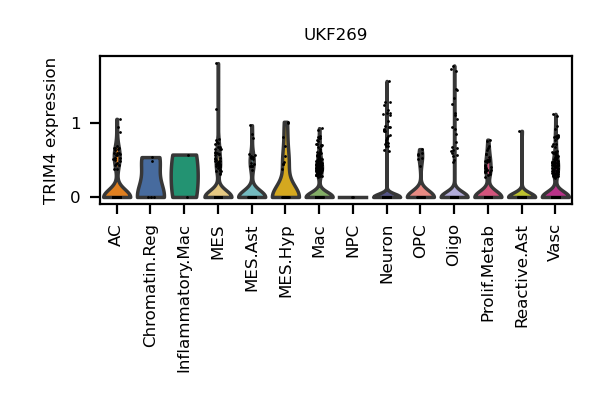 UKF269
TRIM4 expression
1
0
AC
Chromatin.Reg
Inflammatory.Mac
MES
MES.Ast
MES.Hyp
Mac
NPC
Neuron
OPC
Oligo
Prolif.Metab
Reactive.Ast
Vasc